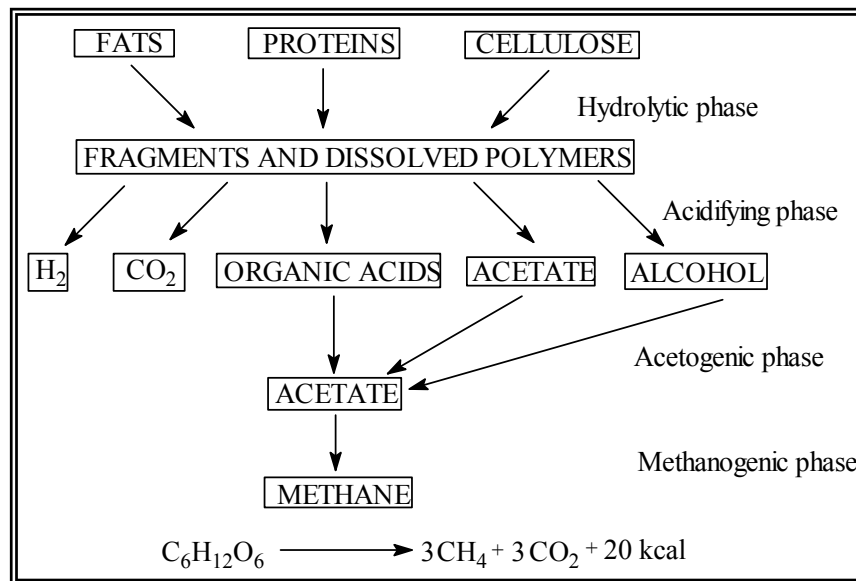 FATS PROTEINS CELLULOSE
Hydrolytic phase
FRAGMENTS AND DISSOLVED POLYMERS
Acidifying phase
H₂ CO₂ ORGANIC ACIDS ACETATE ALCOHOL
Acetogenic phase
ACETATE
Methanogenic phase
METHANE
C₆H₁₂O₆ ⟶ 3CH₄ + 3CO₂ + 20 kcal